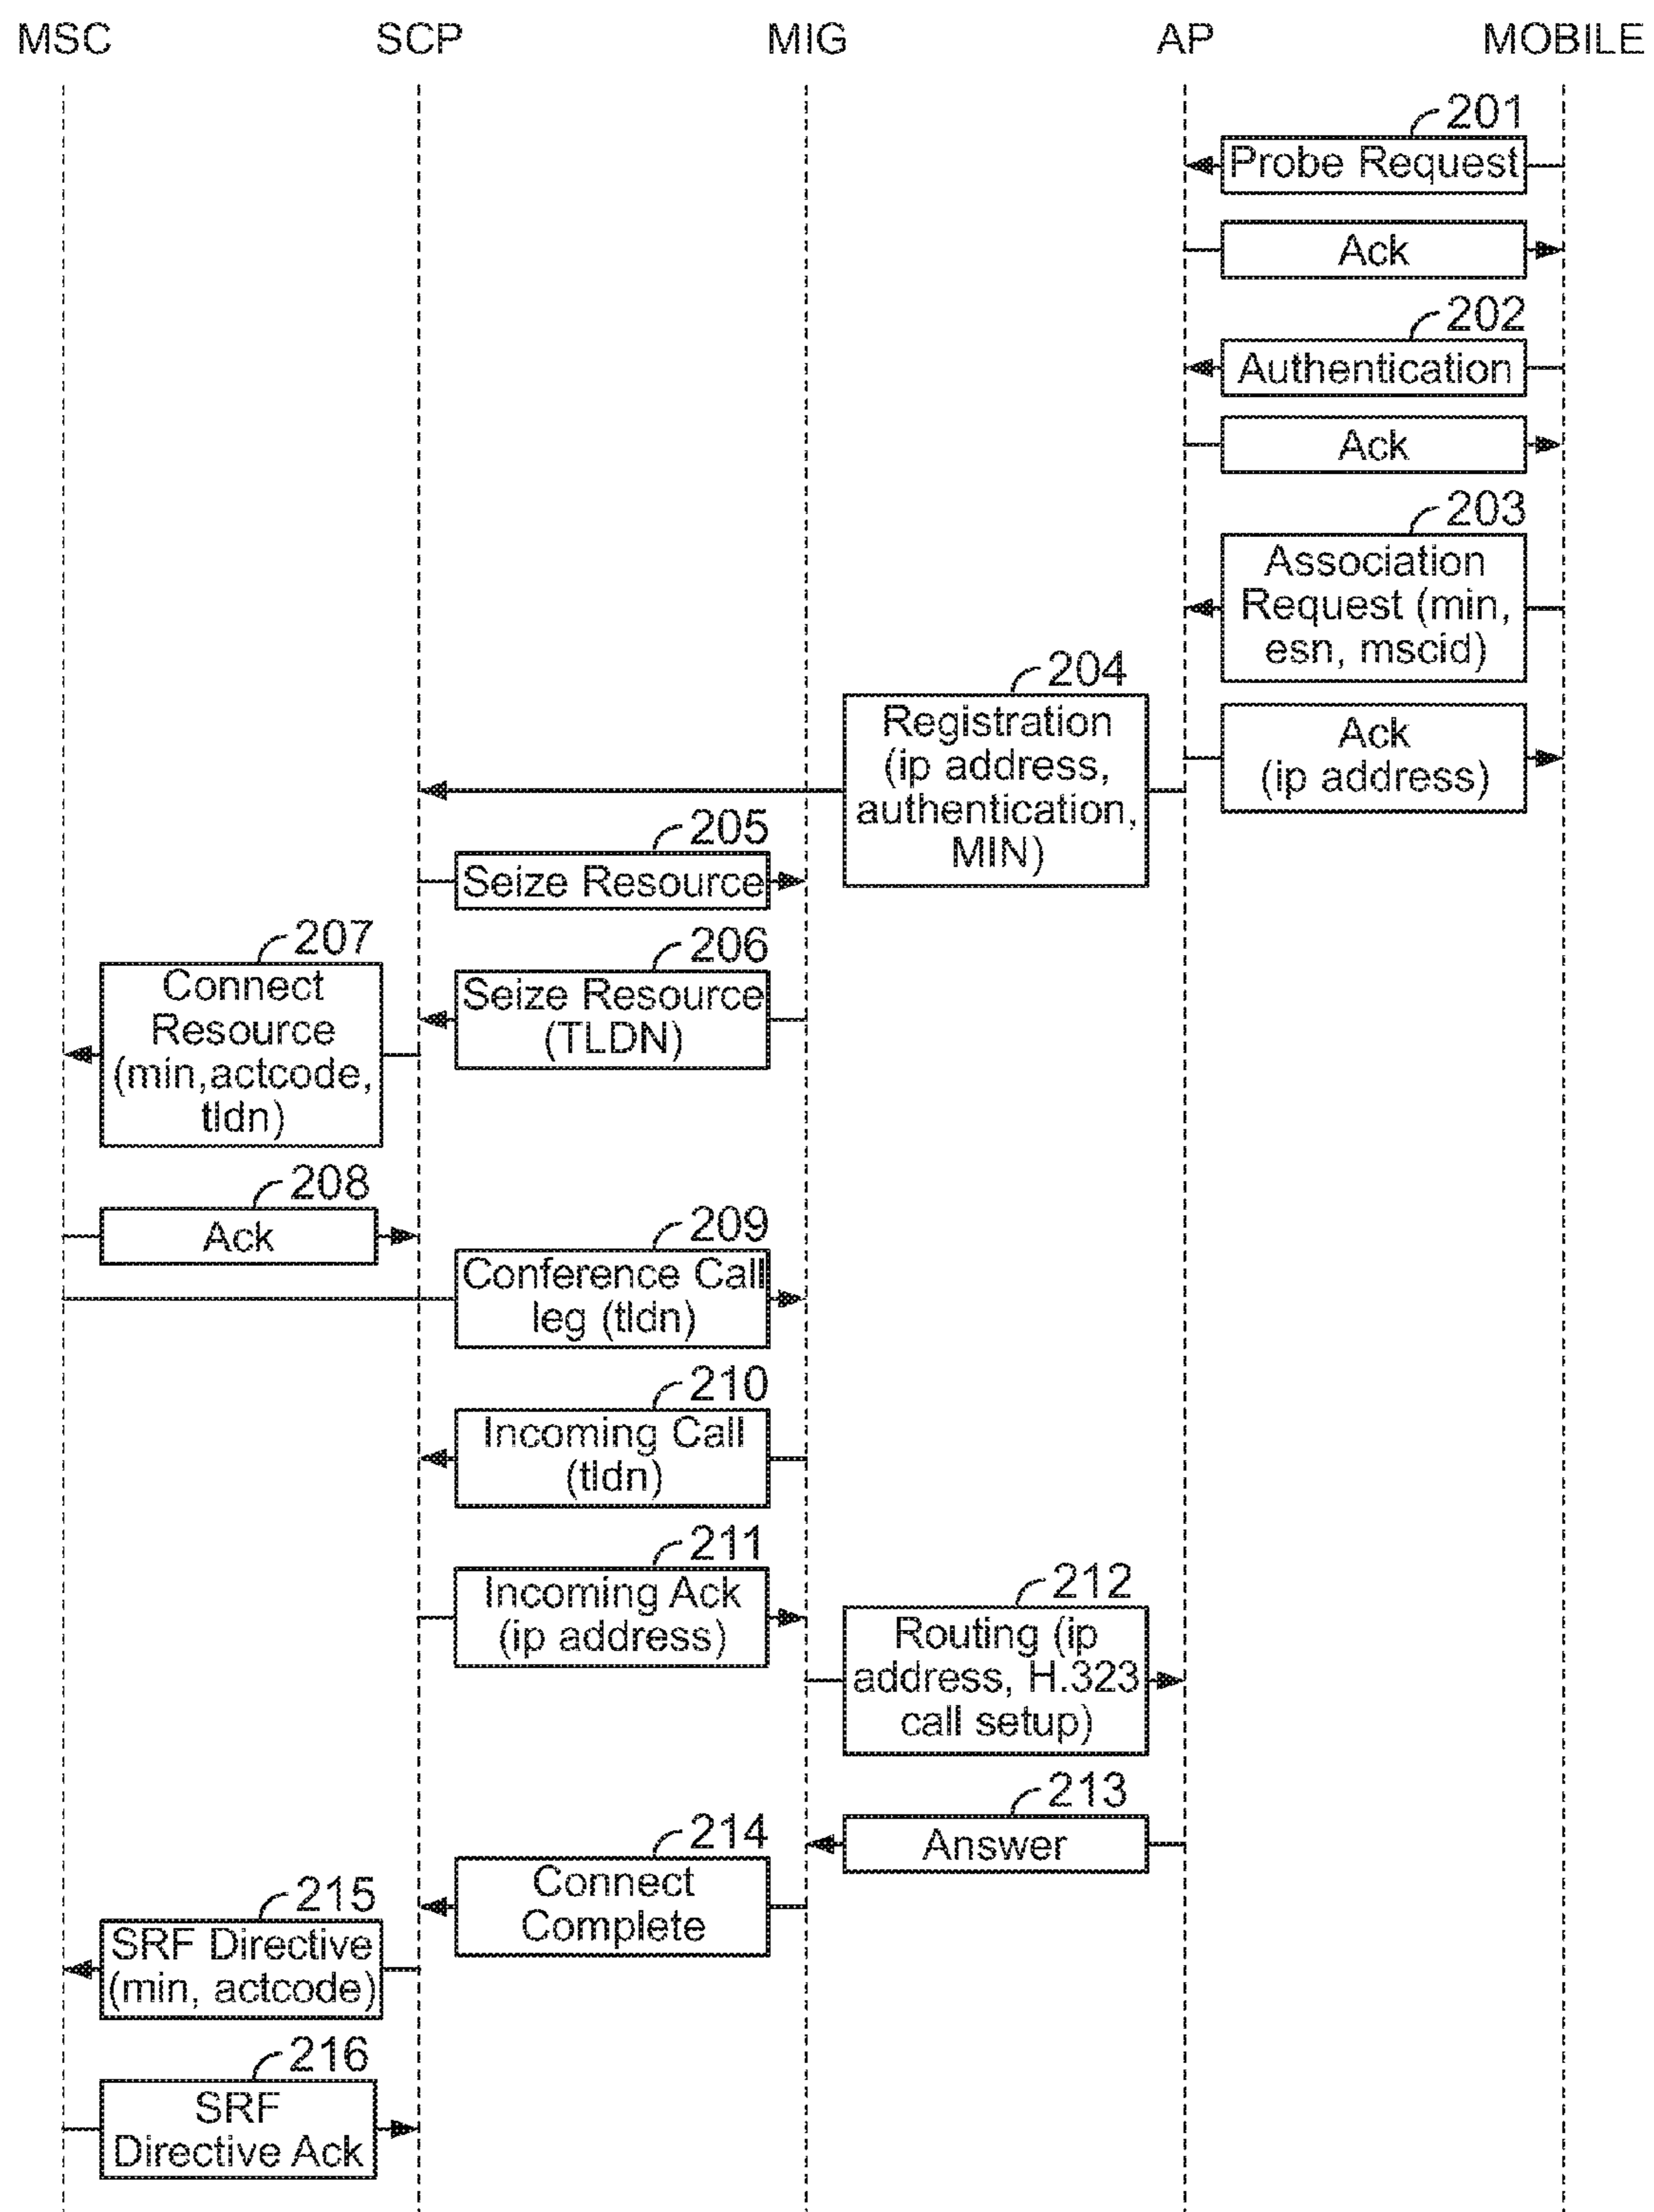 MSC SCP MIG AP MOBILE
201
Probe Request
Ack
202
Authentication
Ack
203
Association
Request (min,
esn, mscid)
204
Registration
(ip address,
authentication,
MIN)
Ack
(ip address)
205
Seize Resource
206
Seize Resource
(TLDN)
207
Connect
Resource
(min,actcode,
tldn)
208
Ack
209
Conference Call
leg (tldn)
210
Incoming Call
(tldn)
211
Incoming Ack
(ip address)
212
Routing (ip
address, H.323
call setup)
213
Answer
214
Connect
Complete
215
SRF Directive
(min, actcode)
216
SRF
Directive Ack